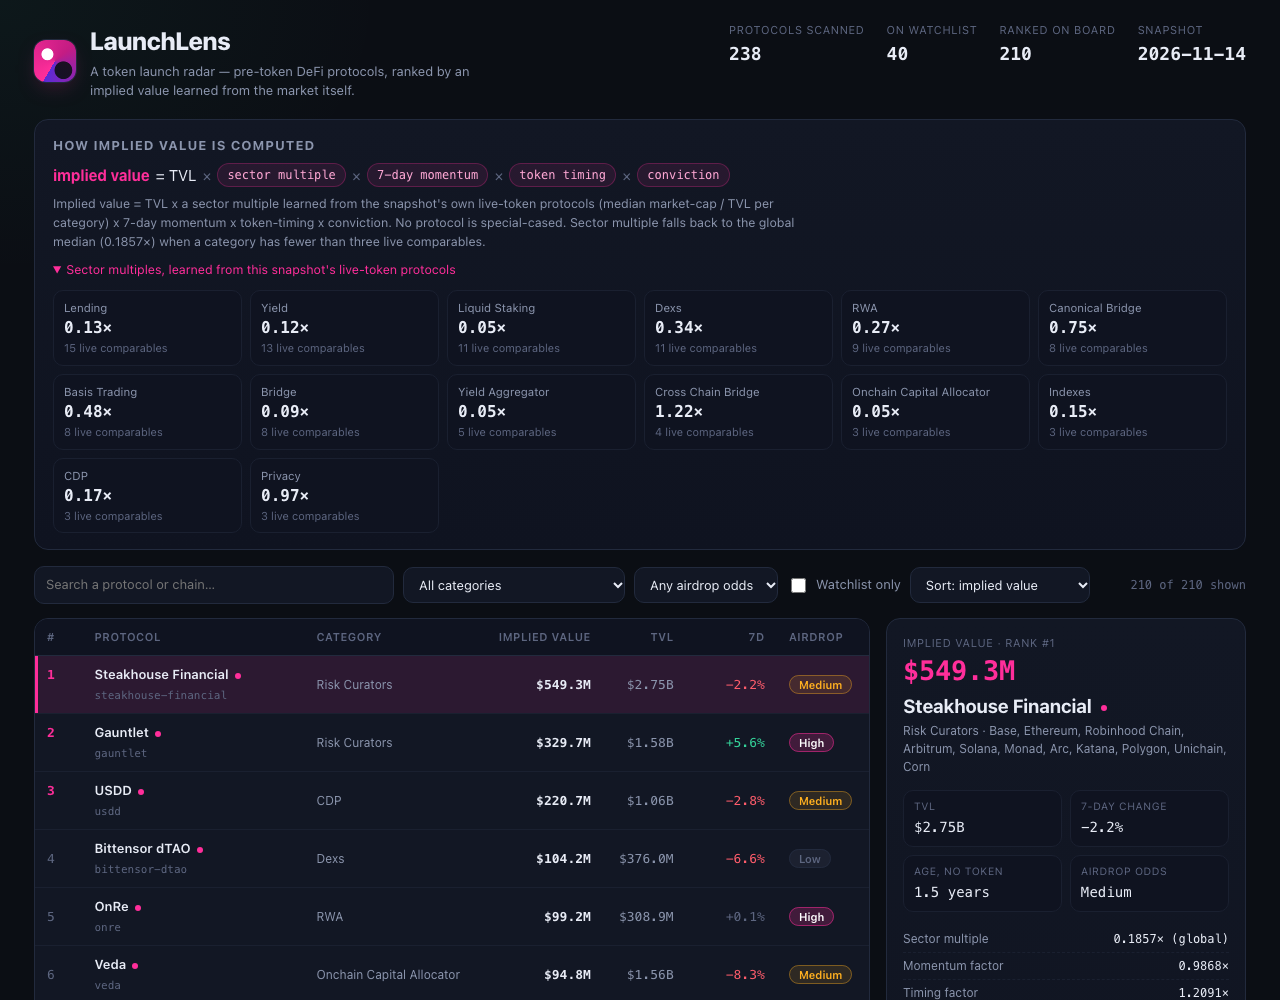 LaunchLens
A token launch radar — pre-token DeFi protocols, ranked by an
implied value learned from the market itself.
PROTOCOLS SCANNED
238
ON WATCHLIST
40
RANKED ON BOARD
210
SNAPSHOT
2026-11-14
HOW IMPLIED VALUE IS COMPUTED
implied value = TVL × sector multiple × 7-day momentum × token timing × conviction
Implied value = TVL x a sector multiple learned from the snapshot's own live-token protocols (median market-cap / TVL per
category) x 7-day momentum x token-timing x conviction. No protocol is special-cased. Sector multiple falls back to the global
median (0.1857×) when a category has fewer than three live comparables.
▼ Sector multiples, learned from this snapshot's live-token protocols
Lending
0.13×
15 live comparables
Yield
0.12×
13 live comparables
Liquid Staking
0.05×
11 live comparables
Dexs
0.34×
11 live comparables
RWA
0.27×
9 live comparables
Canonical Bridge
0.75×
8 live comparables
Basis Trading
0.48×
8 live comparables
Bridge
0.09×
8 live comparables
Yield Aggregator
0.05×
5 live comparables
Cross Chain Bridge
1.22×
4 live comparables
Onchain Capital Allocator
0.05×
3 live comparables
Indexes
0.15×
3 live comparables
CDP
0.17×
3 live comparables
Privacy
0.97×
3 live comparables
Search a protocol or chain...
All categories
Any airdrop odds
Watchlist only
Sort: implied value
210 of 210 shown
# PROTOCOL CATEGORY IMPLIED VALUE TVL 7D AIRDROP
1 Steakhouse Financial Risk Curators $549.3M $2.75B −2.2% Medium
steakhouse-financial
2 Gauntlet Risk Curators $329.7M $1.58B +5.6% High
gauntlet
3 USDD CDP $220.7M $1.06B −2.8% Medium
usdd
4 Bittensor dTAO Dexs $104.2M $376.0M −6.6% Low
bittensor-dtao
5 OnRe RWA $99.2M $308.9M +0.1% High
onre
6 Veda Onchain Capital Allocator $94.8M $1.56B −8.3% Medium
veda
IMPLIED VALUE · RANK #1
$549.3M
Steakhouse Financial
Risk Curators · Base, Ethereum, Robinhood Chain,
Arbitrum, Solana, Monad, Arc, Katana, Polygon, Unichain,
Corn
TVL
$2.75B
7-DAY CHANGE
−2.2%
AGE, NO TOKEN
1.5 years
AIRDROP ODDS
Medium
Sector multiple 0.1857× (global)
Momentum factor 0.9868×
Timing factor 1.2091×